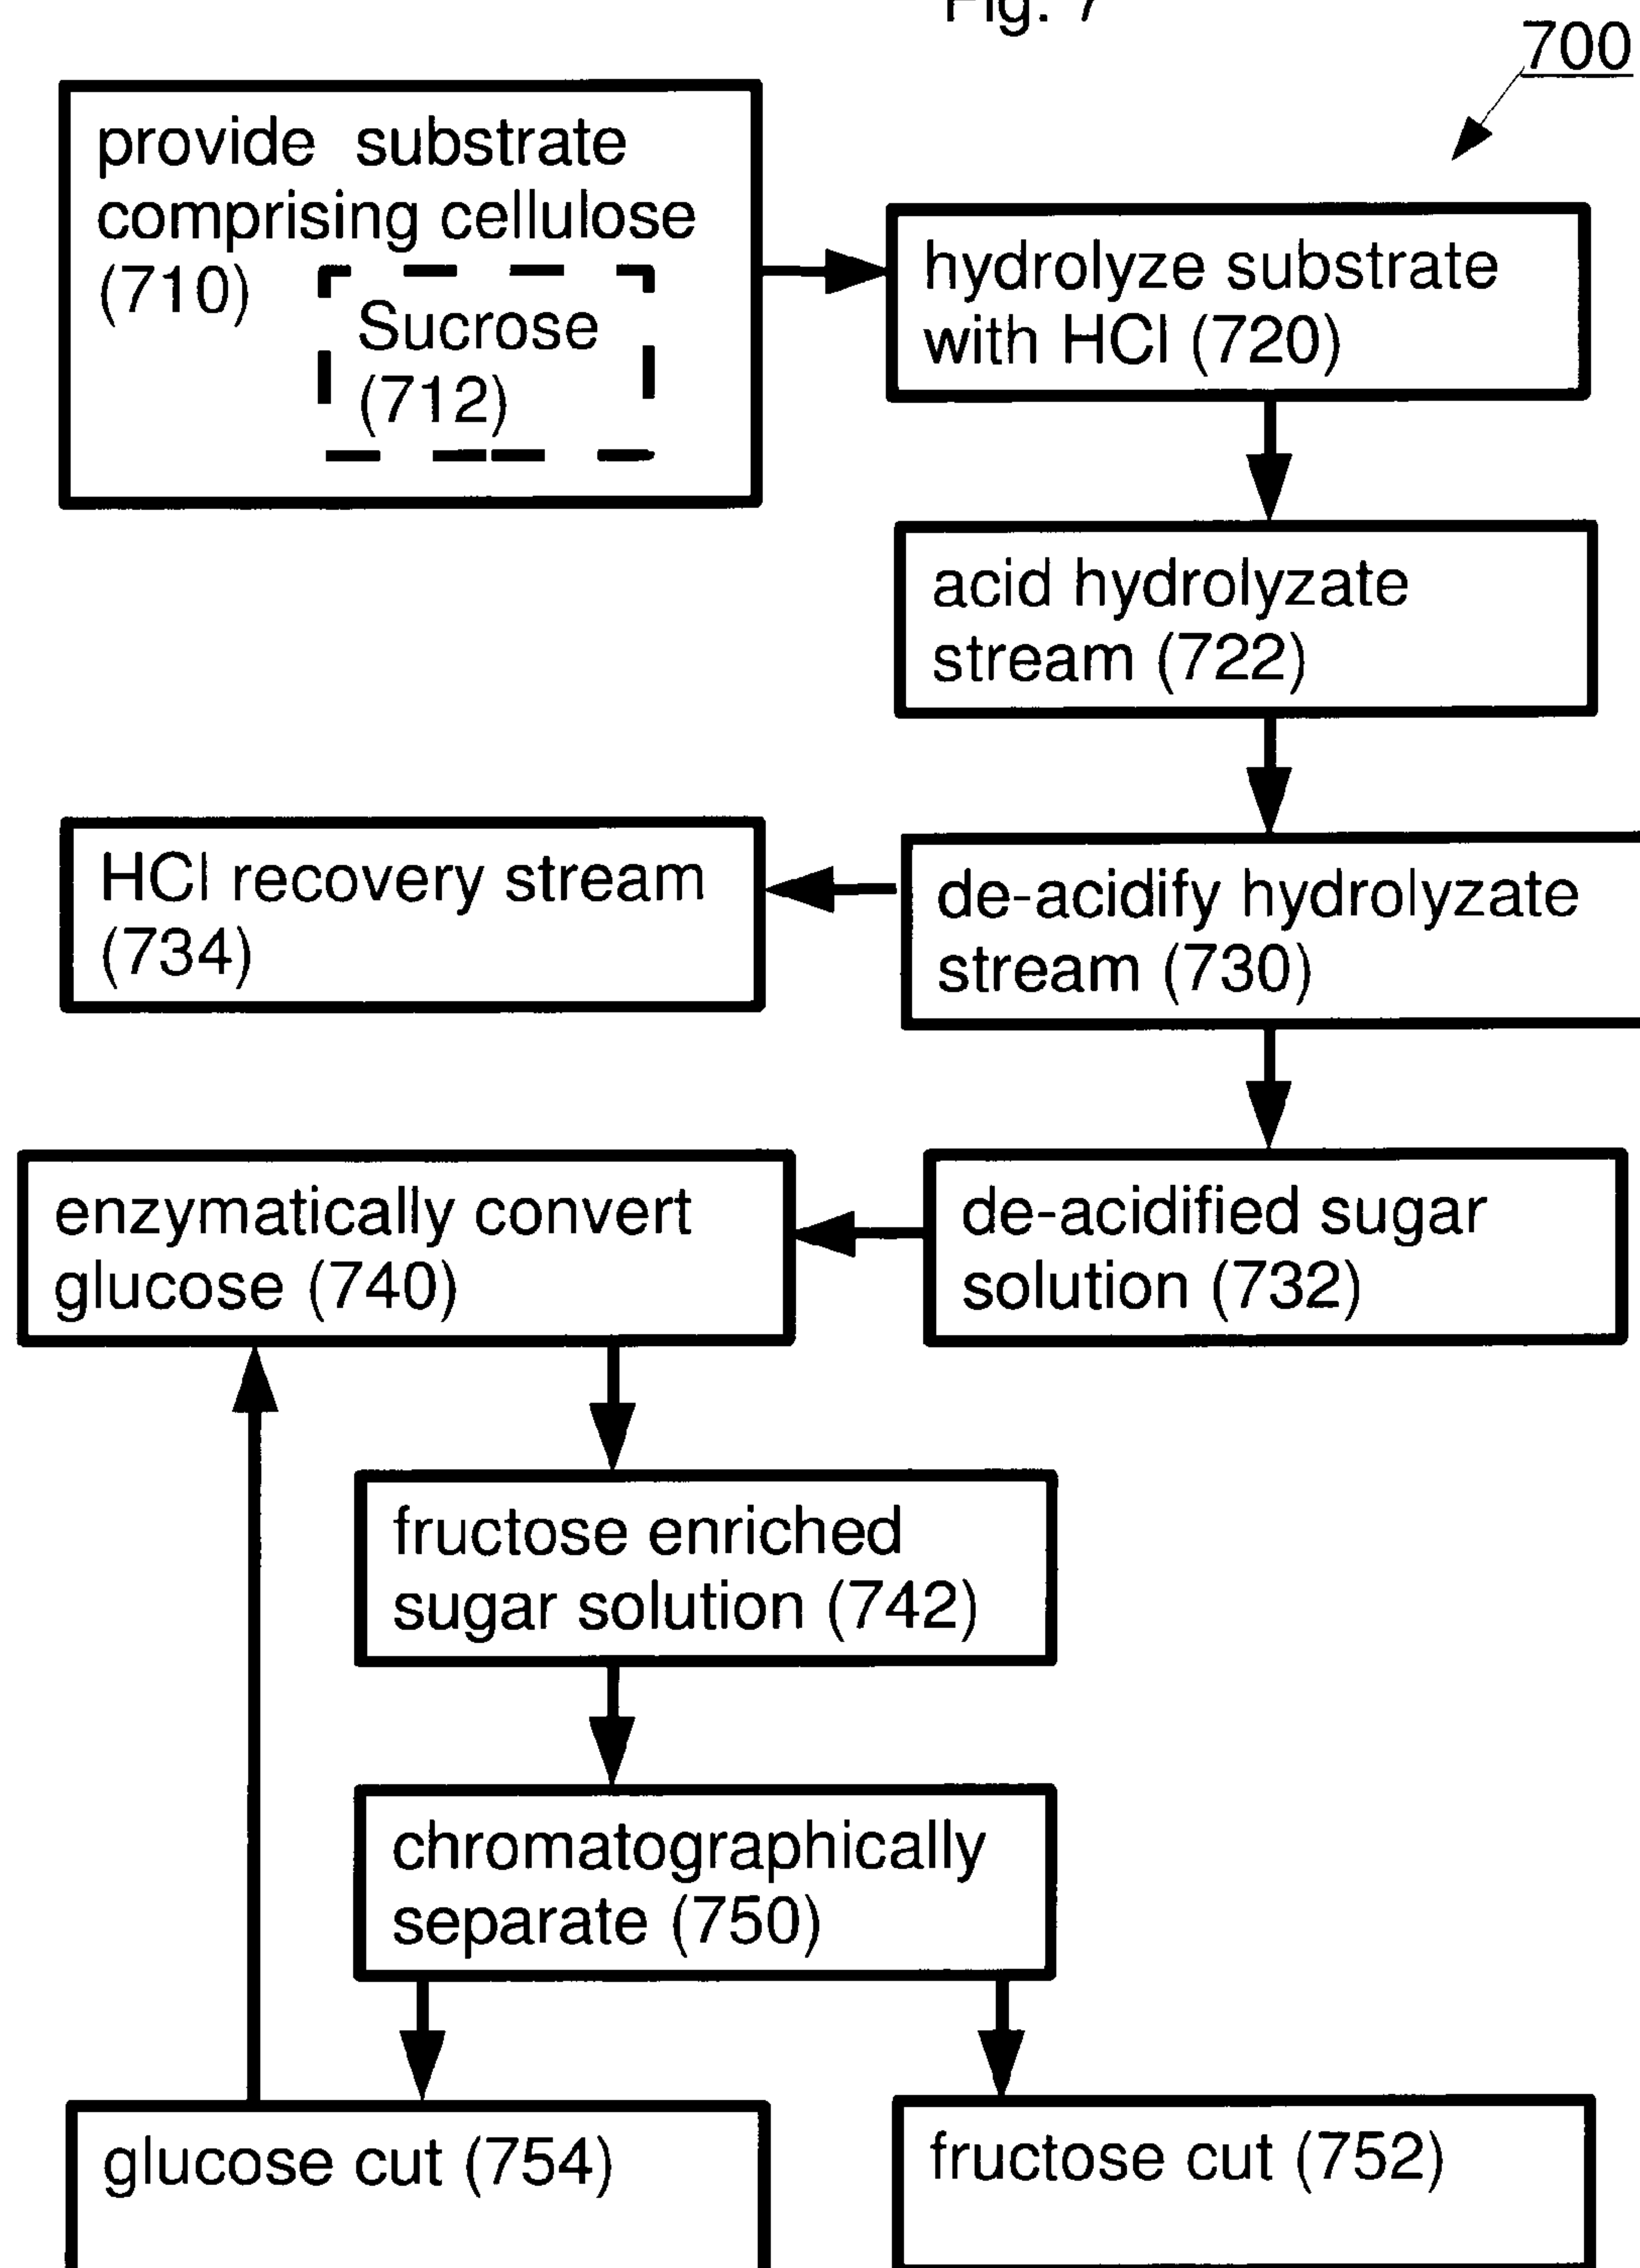 Fig. 7
700
provide substrate
comprising cellulose
(710)
Sucrose
(712)
hydrolyze substrate
with HCl (720)
acid hydrolyzate
stream (722)
HCl recovery stream
(734)
de-acidify hydrolyzate
stream (730)
enzymatically convert
glucose (740)
de-acidified sugar
solution (732)
fructose enriched
sugar solution (742)
chromatographically
separate (750)
glucose cut (754)
fructose cut (752)